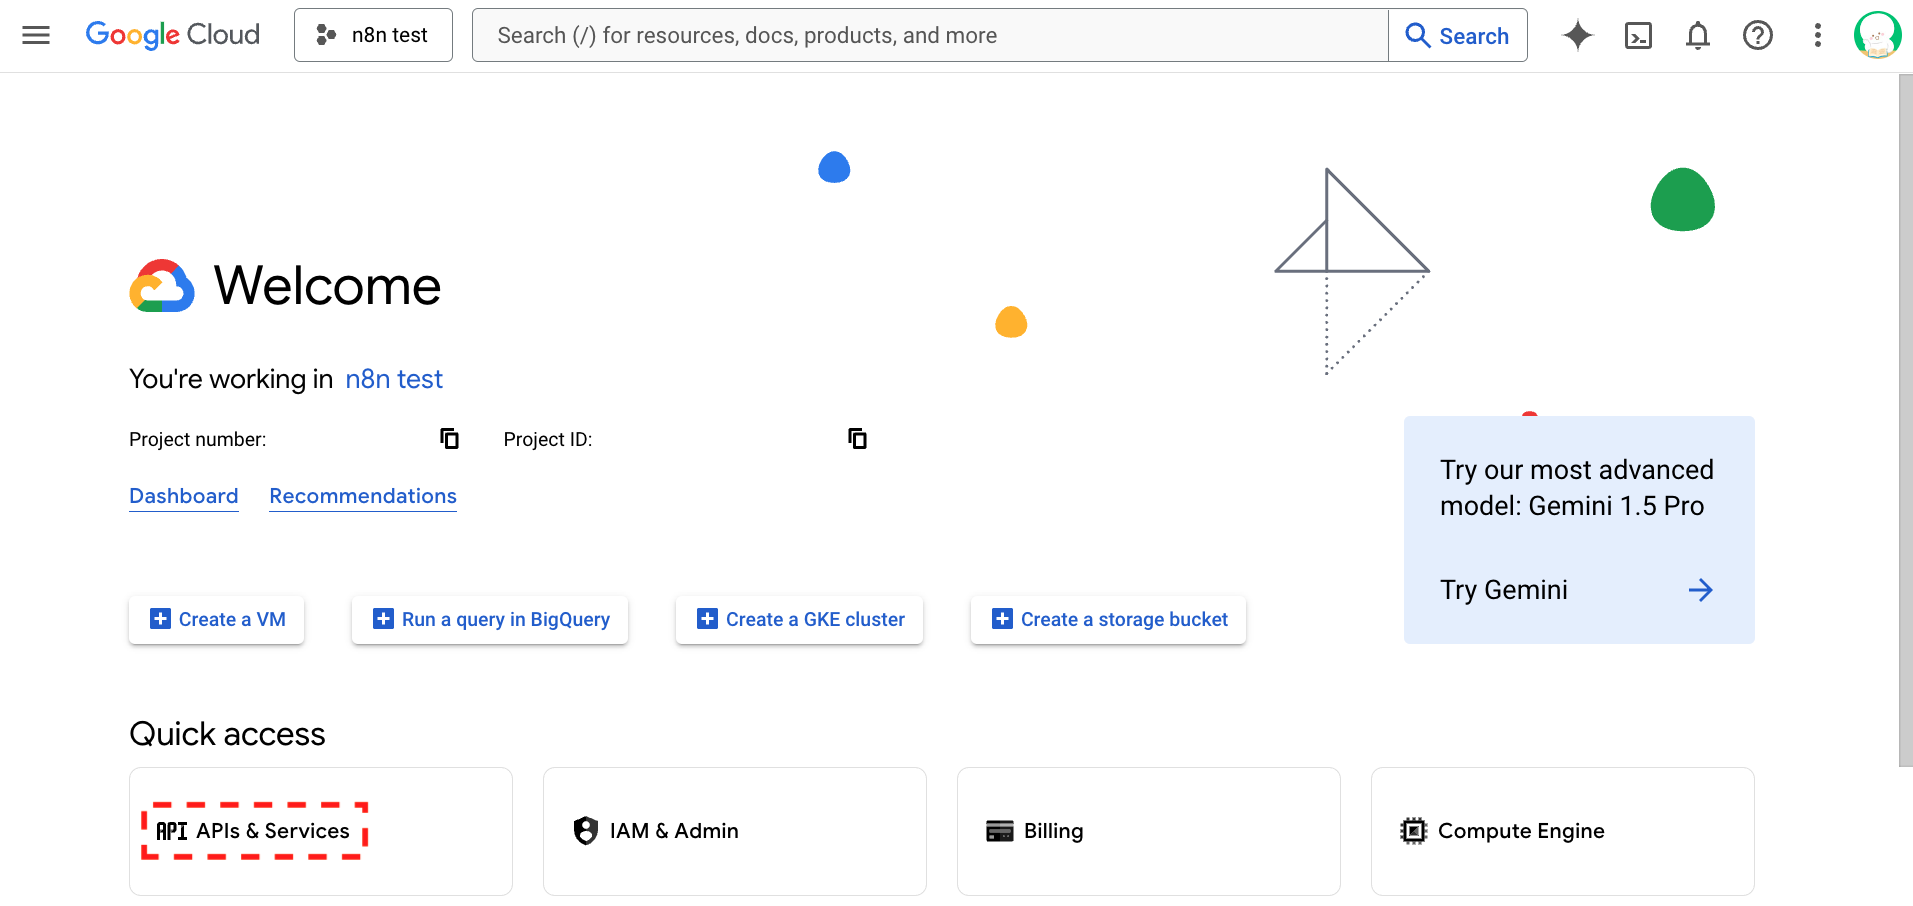 Google Cloud
n8n test
Search (/) for resources, docs, products, and more
Search
Welcome
You're working in n8n test
Project number:
Project ID:
Dashboard
Recommendations
Try our most advanced
model: Gemini 1.5 Pro
Try Gemini
Create a VM
Run a query in BigQuery
Create a GKE cluster
Create a storage bucket
Quick access
API APIs & Services
IAM & Admin
Billing
Compute Engine